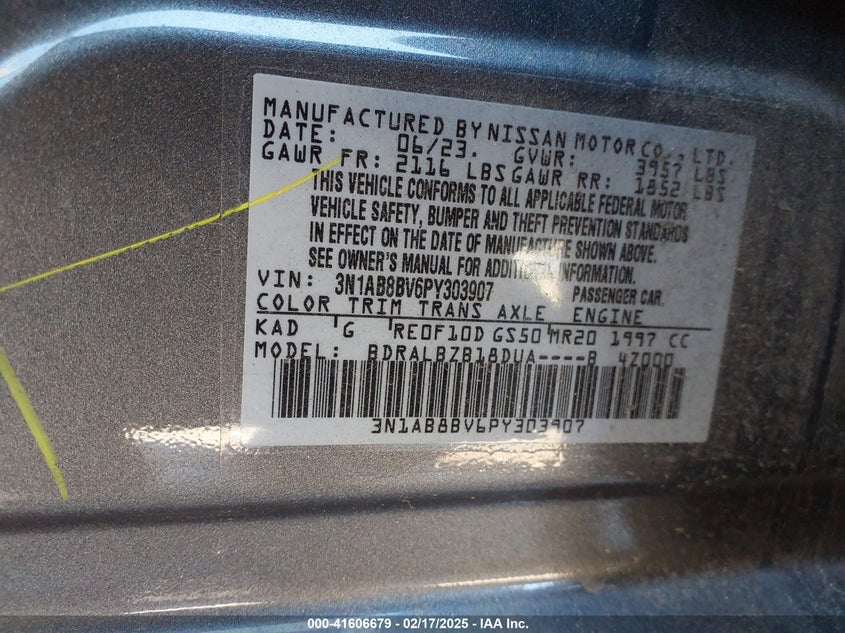 MANUFACTURED BY NISSAN MOTOR CO., LTD.
DATE: 06/23. GVWR: 3957 LBS
GAWR FR: 2116 LBS GAWR RR: 1852 LBS
THIS VEHICLE CONFORMS TO ALL APPLICABLE FEDERAL MOTOR
VEHICLE SAFETY, BUMPER AND THEFT PREVENTION STANDARDS
IN EFFECT ON THE DATE OF MANUFACTURE SHOWN ABOVE.
SEE OWNER'S MANUAL FOR ADDITIONAL INFORMATION
VIN: 3N1AB8BV6PY303907 PASSENGER CAR.
COLOR TRIM TRANS AXLE ENGINE
KAD G RE0F10D GS50 MR20 1997 CC
MODEL: BDRALBZB18DUA----B 4Z000
3N1AB8BV6PY303907
000-41606679 - 02/17/2025 - IAA Inc.